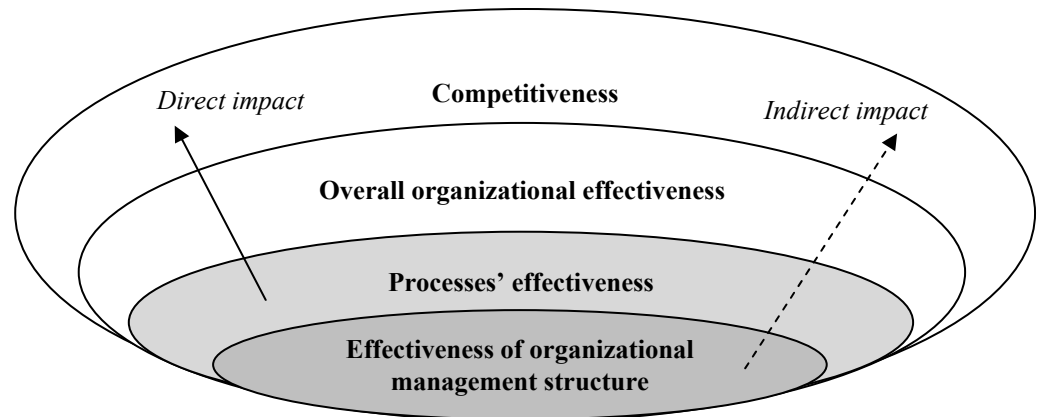 Competitiveness
Direct impact
Indirect impact
Overall organizational effectiveness
Processes’ effectiveness
Effectiveness of organizational
management structure